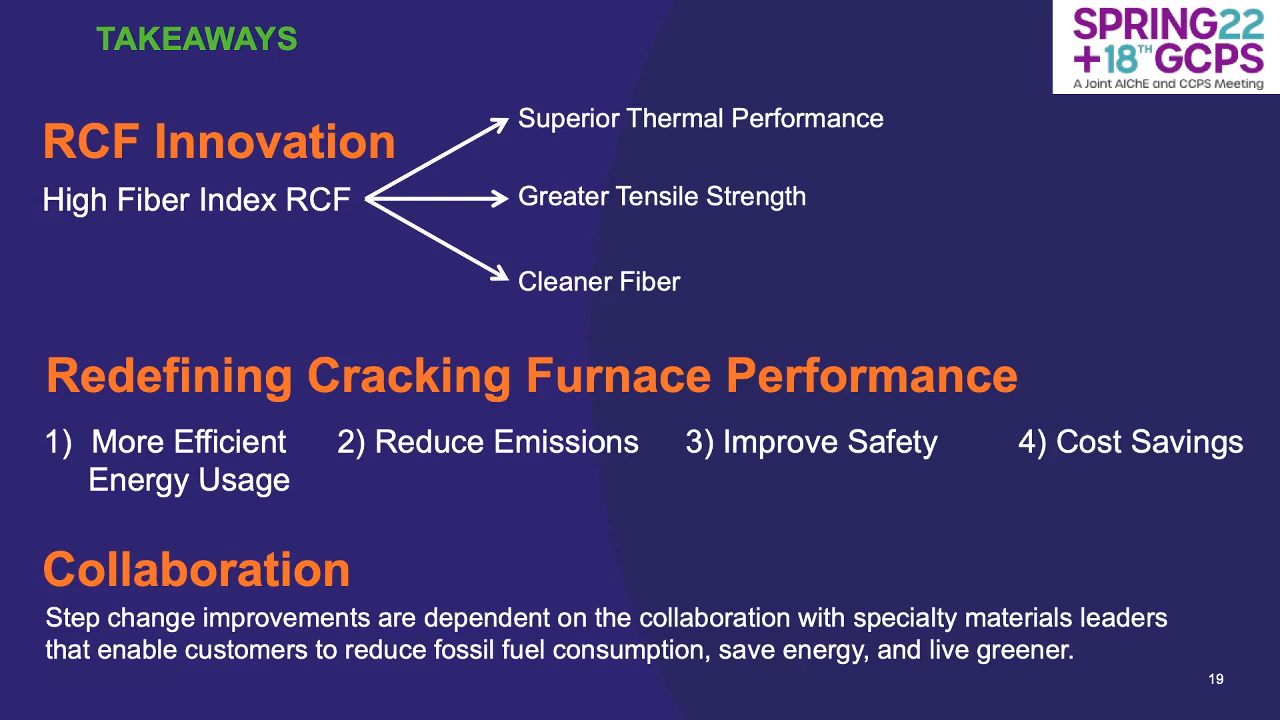 TAKEAWAYS
SPRING22
+18TH GCPS
A Joint AIChE and CCPS Meeting
RCF Innovation
High Fiber Index RCF
Superior Thermal Performance
Greater Tensile Strength
Cleaner Fiber
Redefining Cracking Furnace Performance
1) More Efficient
Energy Usage
2) Reduce Emissions
3) Improve Safety
4) Cost Savings
Collaboration
Step change improvements are dependent on the collaboration with specialty materials leaders
that enable customers to reduce fossil fuel consumption, save energy, and live greener.
19